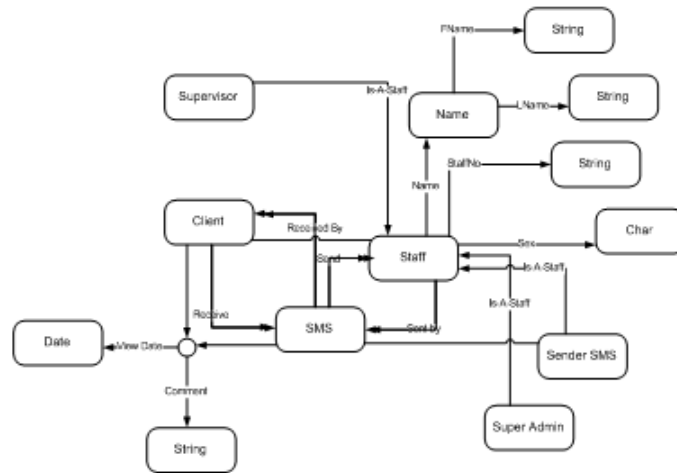 FName
String
Supervisor
Is-A-Staff
Name
LName
String
StaffNo
String
Name
Client
Received By
Char
Sex
Send
Staff
Is-A-Staff
Is-A-Staff
Receive
SMS
Sent by
Date
View Date
Sender SMS
Comment
Super Admin
String